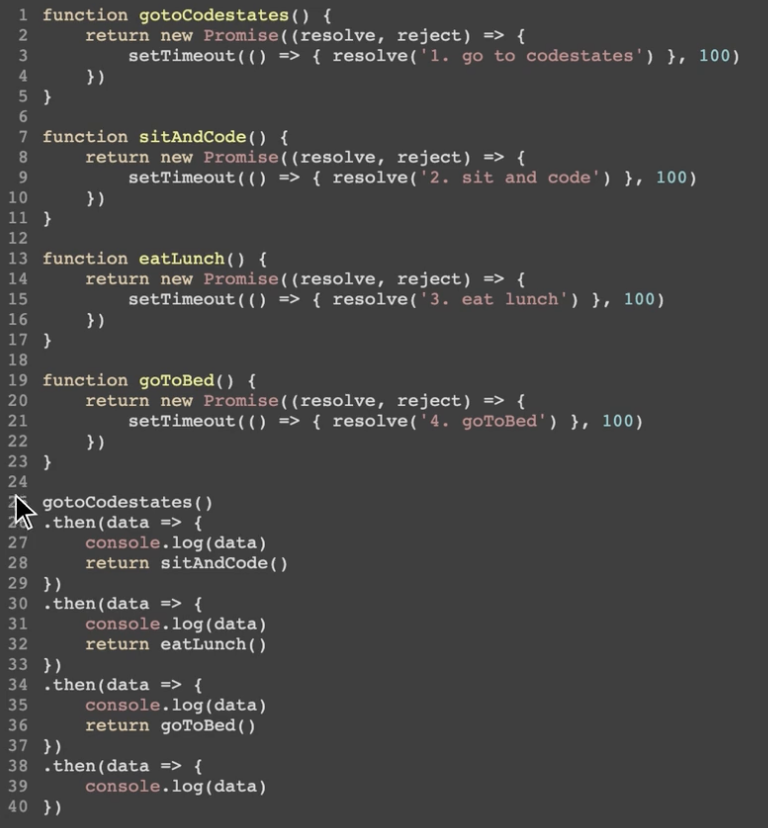 1 function gotoCodestates() {
2     return new Promise((resolve, reject) => {
3         setTimeout(() => { resolve('1. go to codestates') }, 100)
4     })
5 }
6
7 function sitAndCode() {
8     return new Promise((resolve, reject) => {
9         setTimeout(() => { resolve('2. sit and code') }, 100)
10     })
11 }
12
13 function eatLunch() {
14     return new Promise((resolve, reject) => {
15         setTimeout(() => { resolve('3. eat lunch') }, 100)
16     })
17 }
18
19 function goToBed() {
20     return new Promise((resolve, reject) => {
21         setTimeout(() => { resolve('4. goToBed') }, 100)
22     })
23 }
24
25 gotoCodestates()
26 .then(data => {
27     console.log(data)
28     return sitAndCode()
29 })
30 .then(data => {
31     console.log(data)
32     return eatLunch()
33 })
34 .then(data => {
35     console.log(data)
36     return goToBed()
37 })
38 .then(data => {
39     console.log(data)
40 })